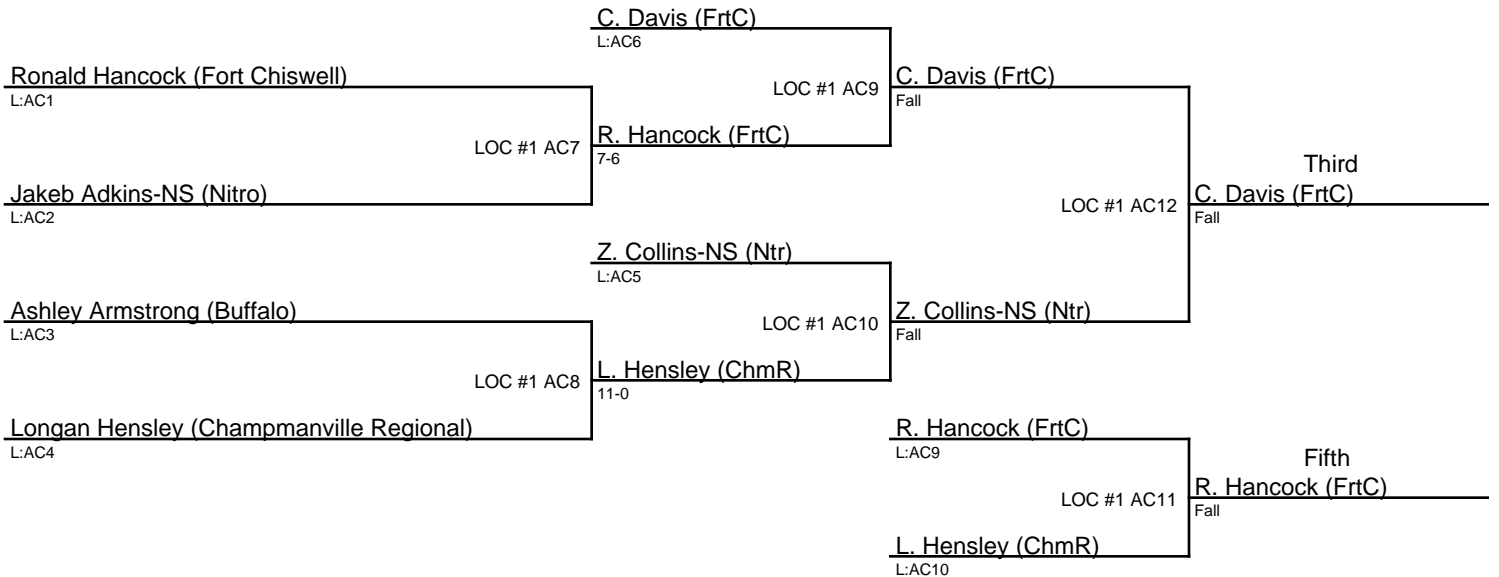 C. Davis (FrtC)
L:AC6
Ronald Hancock (Fort Chiswell)
L:AC1
LOC #1 AC9
C. Davis (FrtC)
Fall
LOC #1 AC7
R. Hancock (FrtC)
7-6
Jakeb Adkins-NS (Nitro)
L:AC2
LOC #1 AC12
Third
C. Davis (FrtC)
Fall
Z. Collins-NS (Ntr)
L:AC5
Ashley Armstrong (Buffalo)
L:AC3
LOC #1 AC10
Z. Collins-NS (Ntr)
Fall
LOC #1 AC8
L. Hensley (ChmR)
11-0
Longan Hensley (Champmanville Regional)
L:AC4
R. Hancock (FrtC)
L:AC9
LOC #1 AC11
Fifth
R. Hancock (FrtC)
Fall
L. Hensley (ChmR)
L:AC10